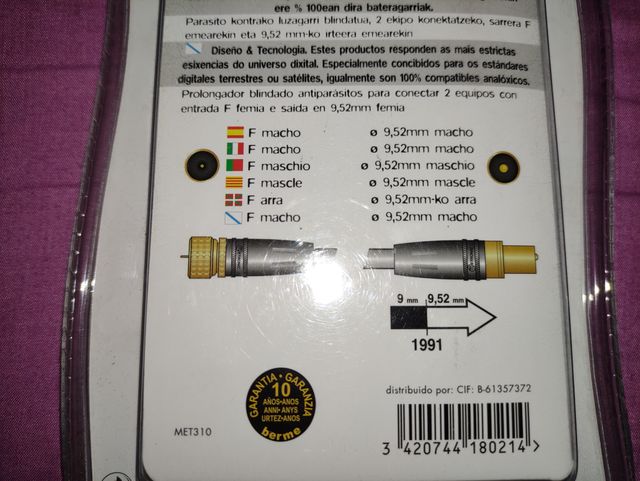 ere % 100ean dira bateragarriak.
Parasito kontrako luzagarri blindatua, 2 ekipo konektatzeko, sarrera F
emearekin eta 9,52 mm-ko irteera emearekin
Diseño & Tecnologia. Estes productos responden as mais estrictas
esixencias do universo dixital. Especialmente concibidos para os estándares
digitales terrestres ou satélites, igualmente son 100% compatibles analóxicos.
Prolongador blindado antiparásitos para conectar 2 equipos con
entrada F femia e saída en 9,52mm femia
F macho ø 9,52mm macho
F macho ø 9,52mm macho
F maschio ø 9,52mm maschio
F mascle ø 9,52mm mascle
F arra ø 9,52mm-ko arra
F macho ø 9,52mm macho
9 mm 9,52 mm
1991
GARANTIA • GARANZIA
10
AÑOS•ANOS
ANNI•ANYS
URTEZ•ANOS
berme
distribuido por: CIF: B-61357372
MET310
3 420744 180214 >